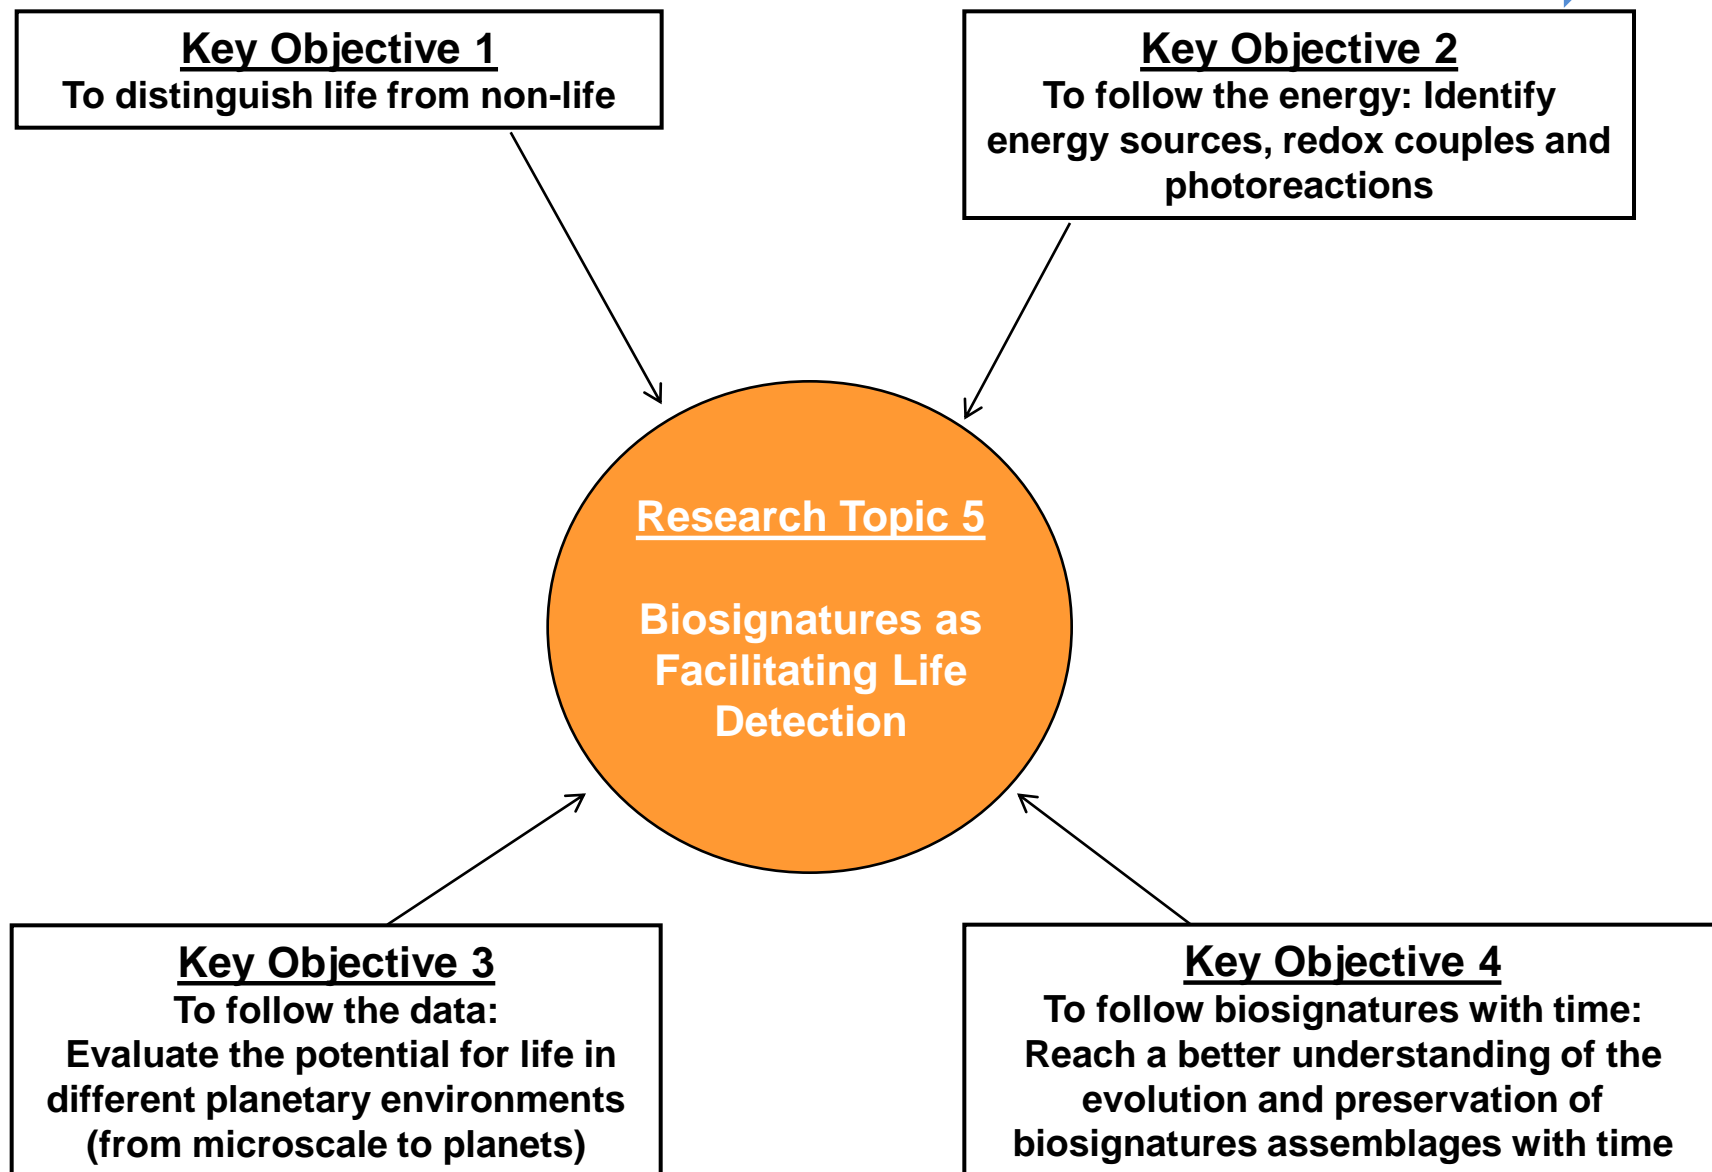 Key Objective 1
To distinguish life from non-life
Key Objective 2
To follow the energy: Identify
energy sources, redox couples and
photoreactions
Research Topic 5
Biosignatures as
Facilitating Life
Detection
Key Objective 3
To follow the data:
Evaluate the potential for life in
different planetary environments
(from microscale to planets)
Key Objective 4
To follow biosignatures with time:
Reach a better understanding of the
evolution and preservation of
biosignatures assemblages with time